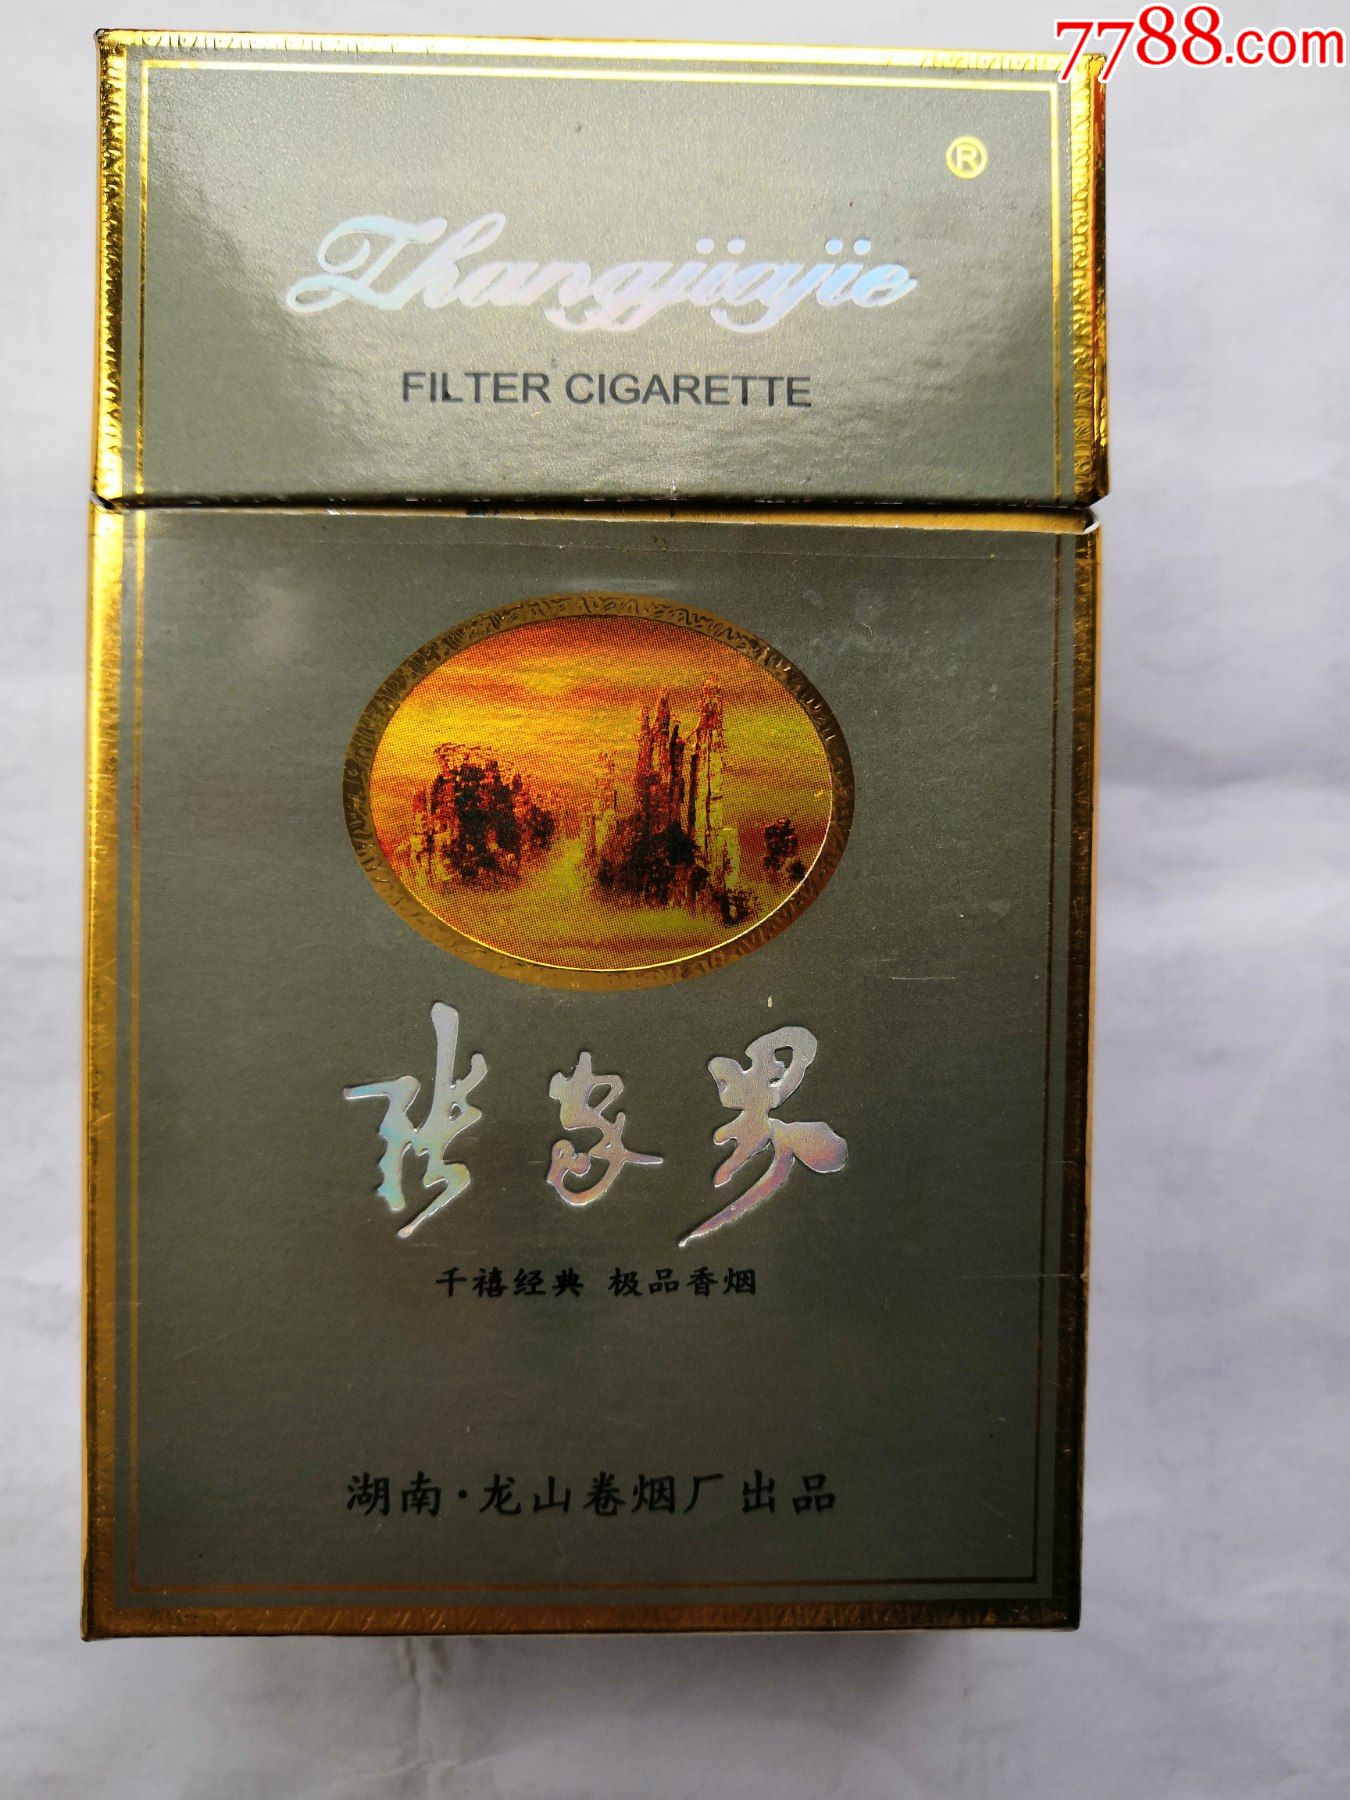 7788.com
®
Zhangjiajie
FILTER CIGARETTE
张家界
千禧经典 极品香烟
湖南·龙山卷烟厂出品